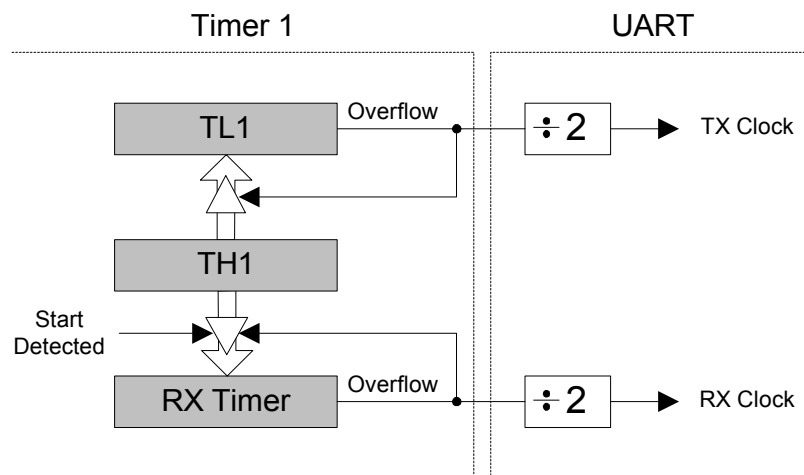 Timer 1
UART
TL1
Overflow
÷2
TX Clock
TH1
Start
Detected
RX Timer
Overflow
÷2
RX Clock